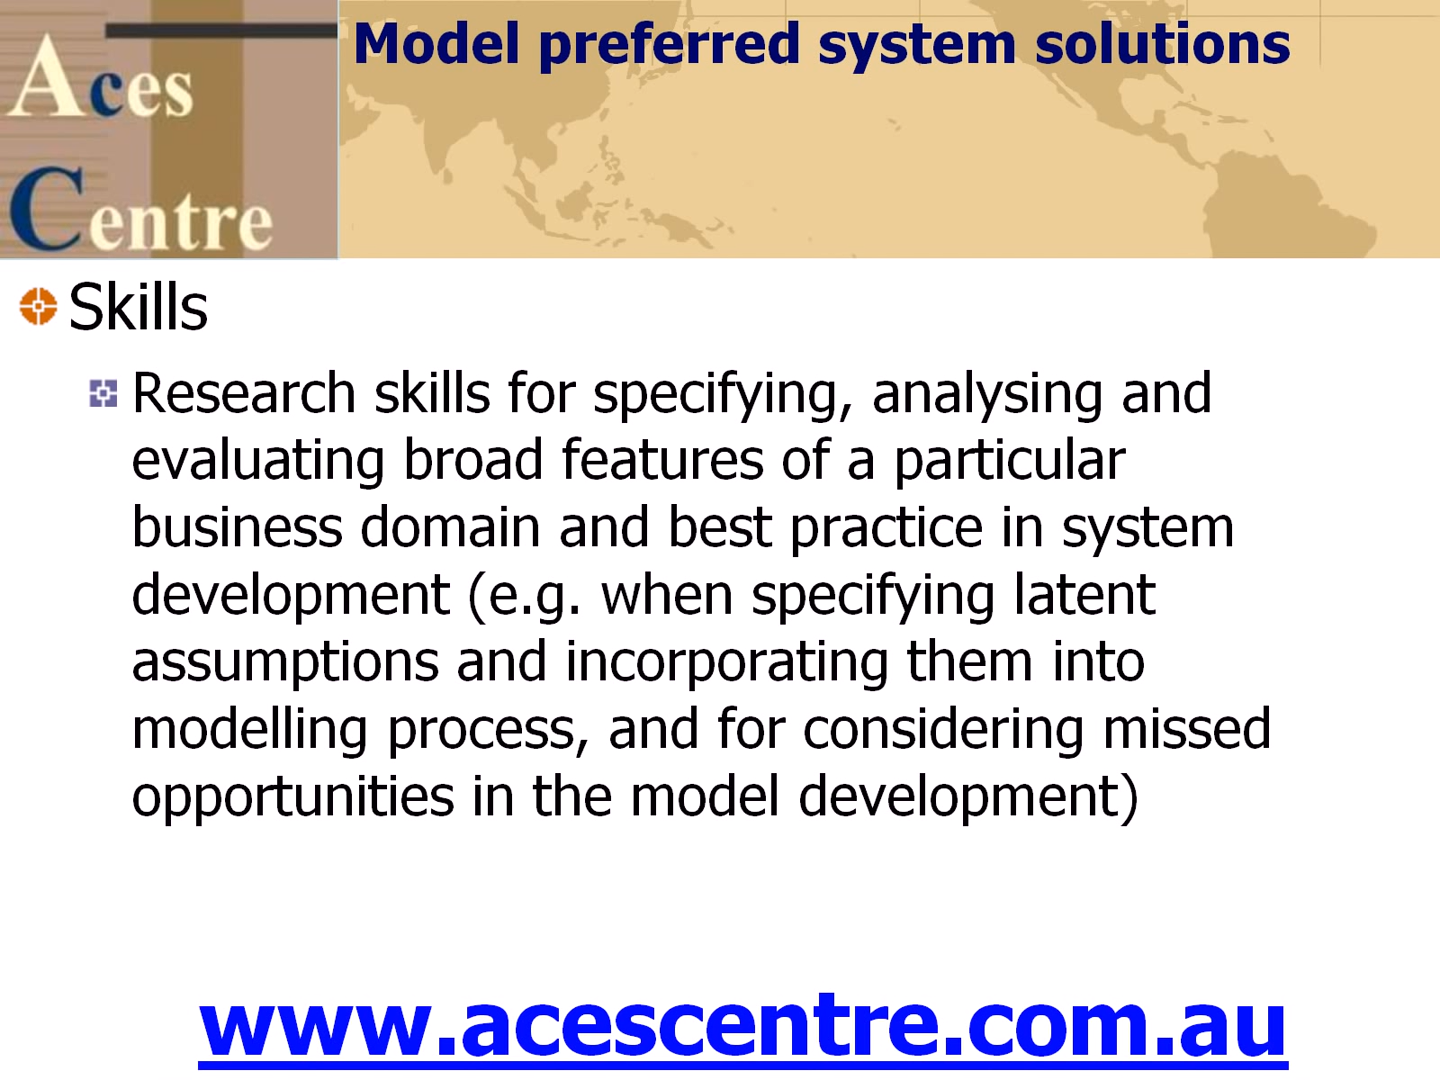 Aces
Centre
Model preferred system solutions
Skills
Research skills for specifying, analysing and
evaluating broad features of a particular
business domain and best practice in system
development (e.g. when specifying latent
assumptions and incorporating them into
modelling process, and for considering missed
opportunities in the model development)
www.acescentre.com.au